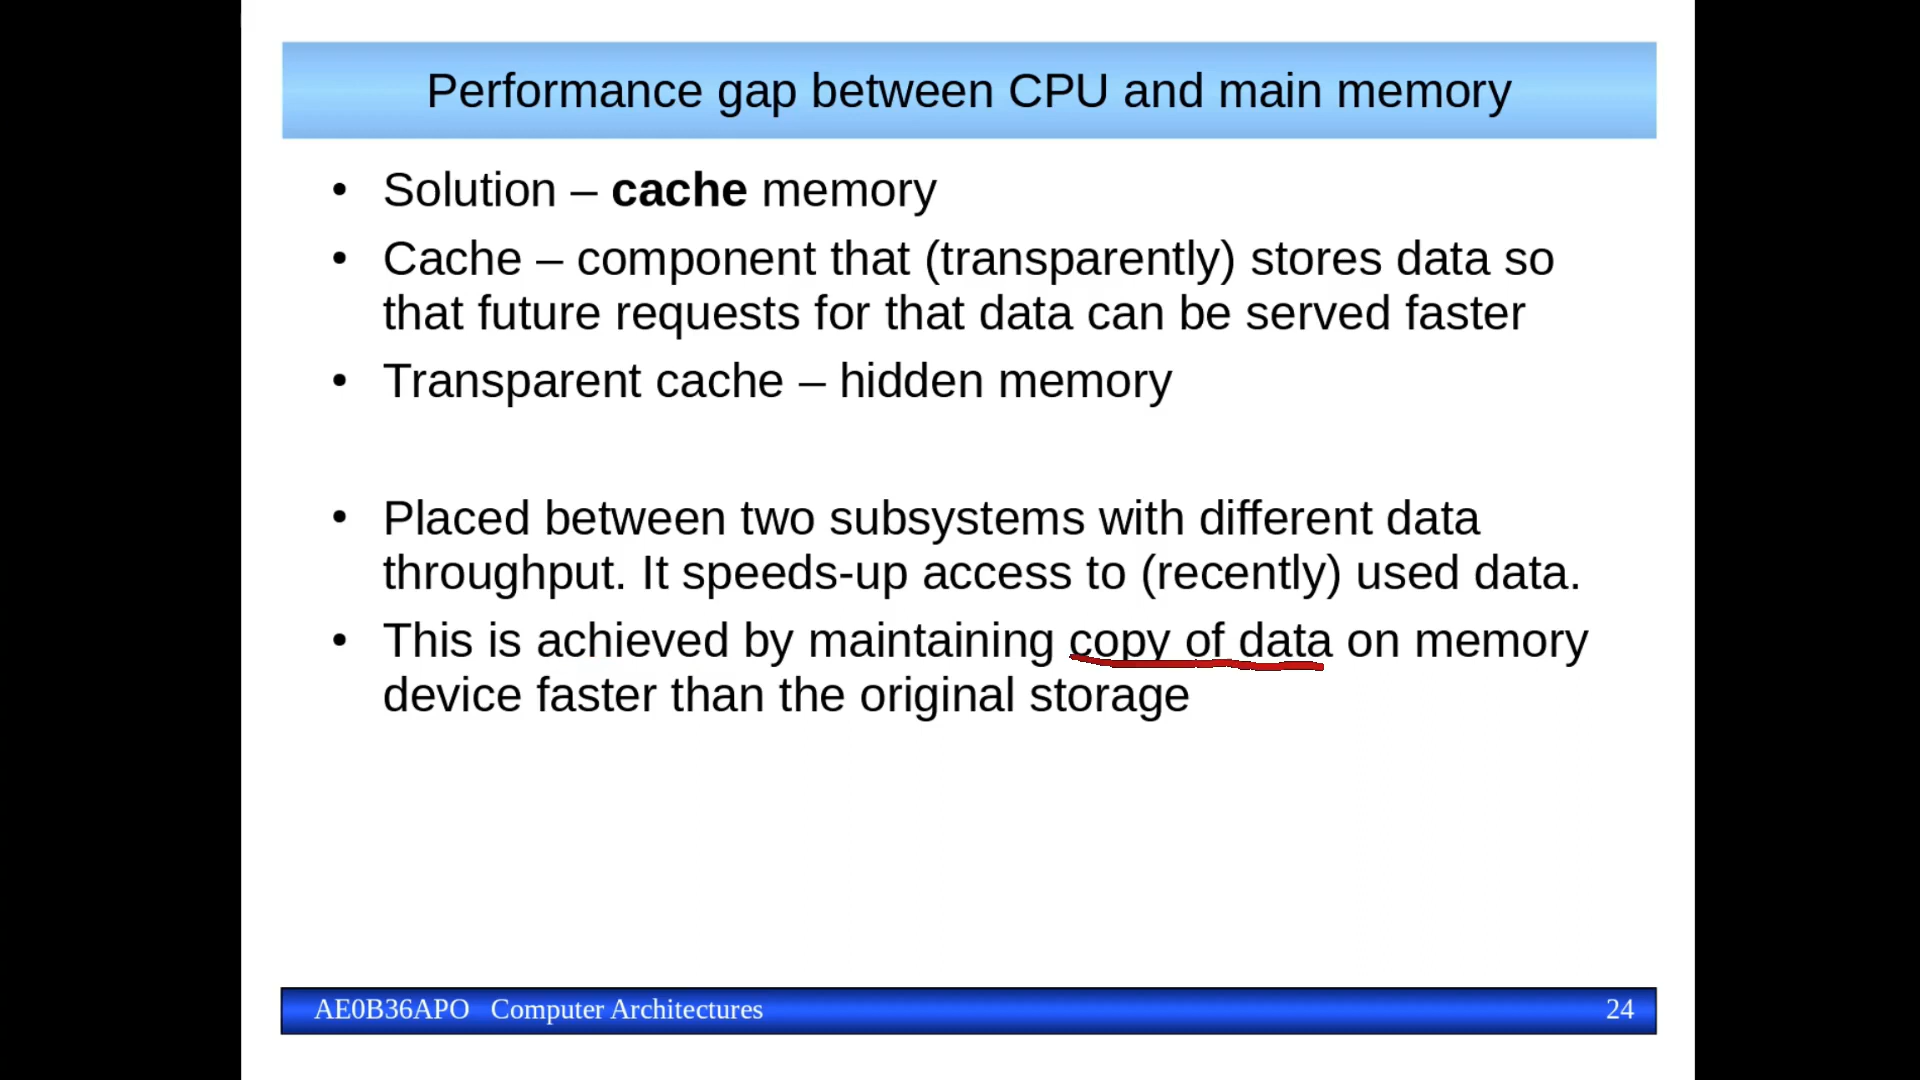 Performance gap between CPU and main memory
• Solution – cache memory
• Cache – component that (transparently) stores data so
that future requests for that data can be served faster
• Transparent cache – hidden memory
• Placed between two subsystems with different data
throughput. It speeds-up access to (recently) used data.
• This is achieved by maintaining copy of data on memory
device faster than the original storage
AE0B36APO Computer Architectures 24